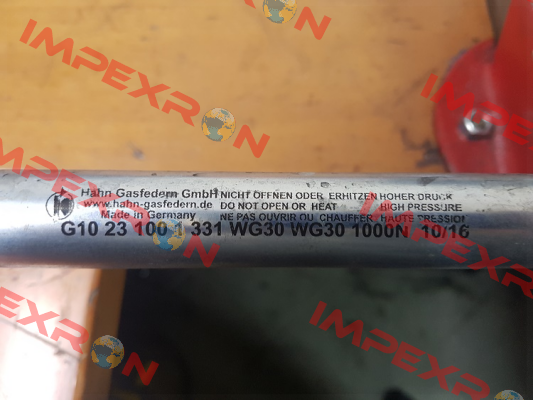 Hahn Gasfedern GmbH NICHT ÖFFNEN ODER ERHITZEN HOHER DRUCK
www.hahn-gasfedern.de DO NOT OPEN OR HEAT HIGH PRESSURE
Made in Germany NE PAS OUVRIR OU CHAUFFER HAUTE PRESSION
G10 23 100 1 331 WG30 WG30 1000N 10/16
IMPEXRON
IMPEXRON
IMPEXRON
IMPEXRON
IMPEXRON